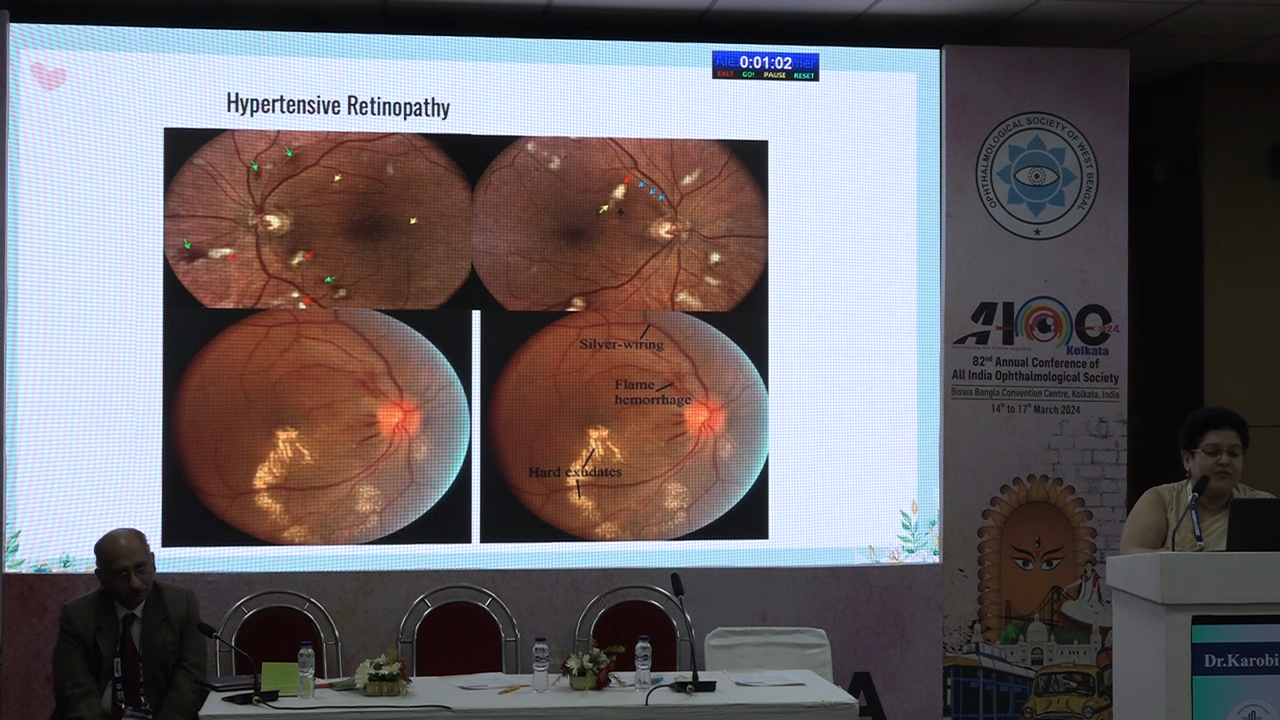 Hypertensive Retinopathy
0:01:02
EXIT GO! PAUSE RESET
Silver-wiring
Flame
hemorrhage
Hard exudates
OPHTHALMOLOGICAL SOCIETY OF WEST BENGAL
2024
Kolkata
82nd Annual Conference of
All India Ophthalmological Society
Biswa Bangla Convention Centre, Kolkata, India
14th to 17th March 2024
Dr.Karobi
A